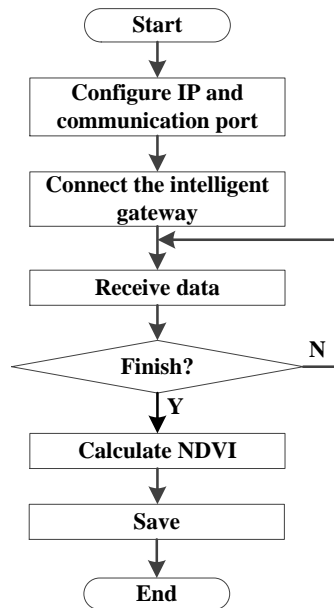 Start
Configure IP and
communication port
Connect the intelligent
gateway
Receive data
Finish?
N
Y
Calculate NDVI
Save
End